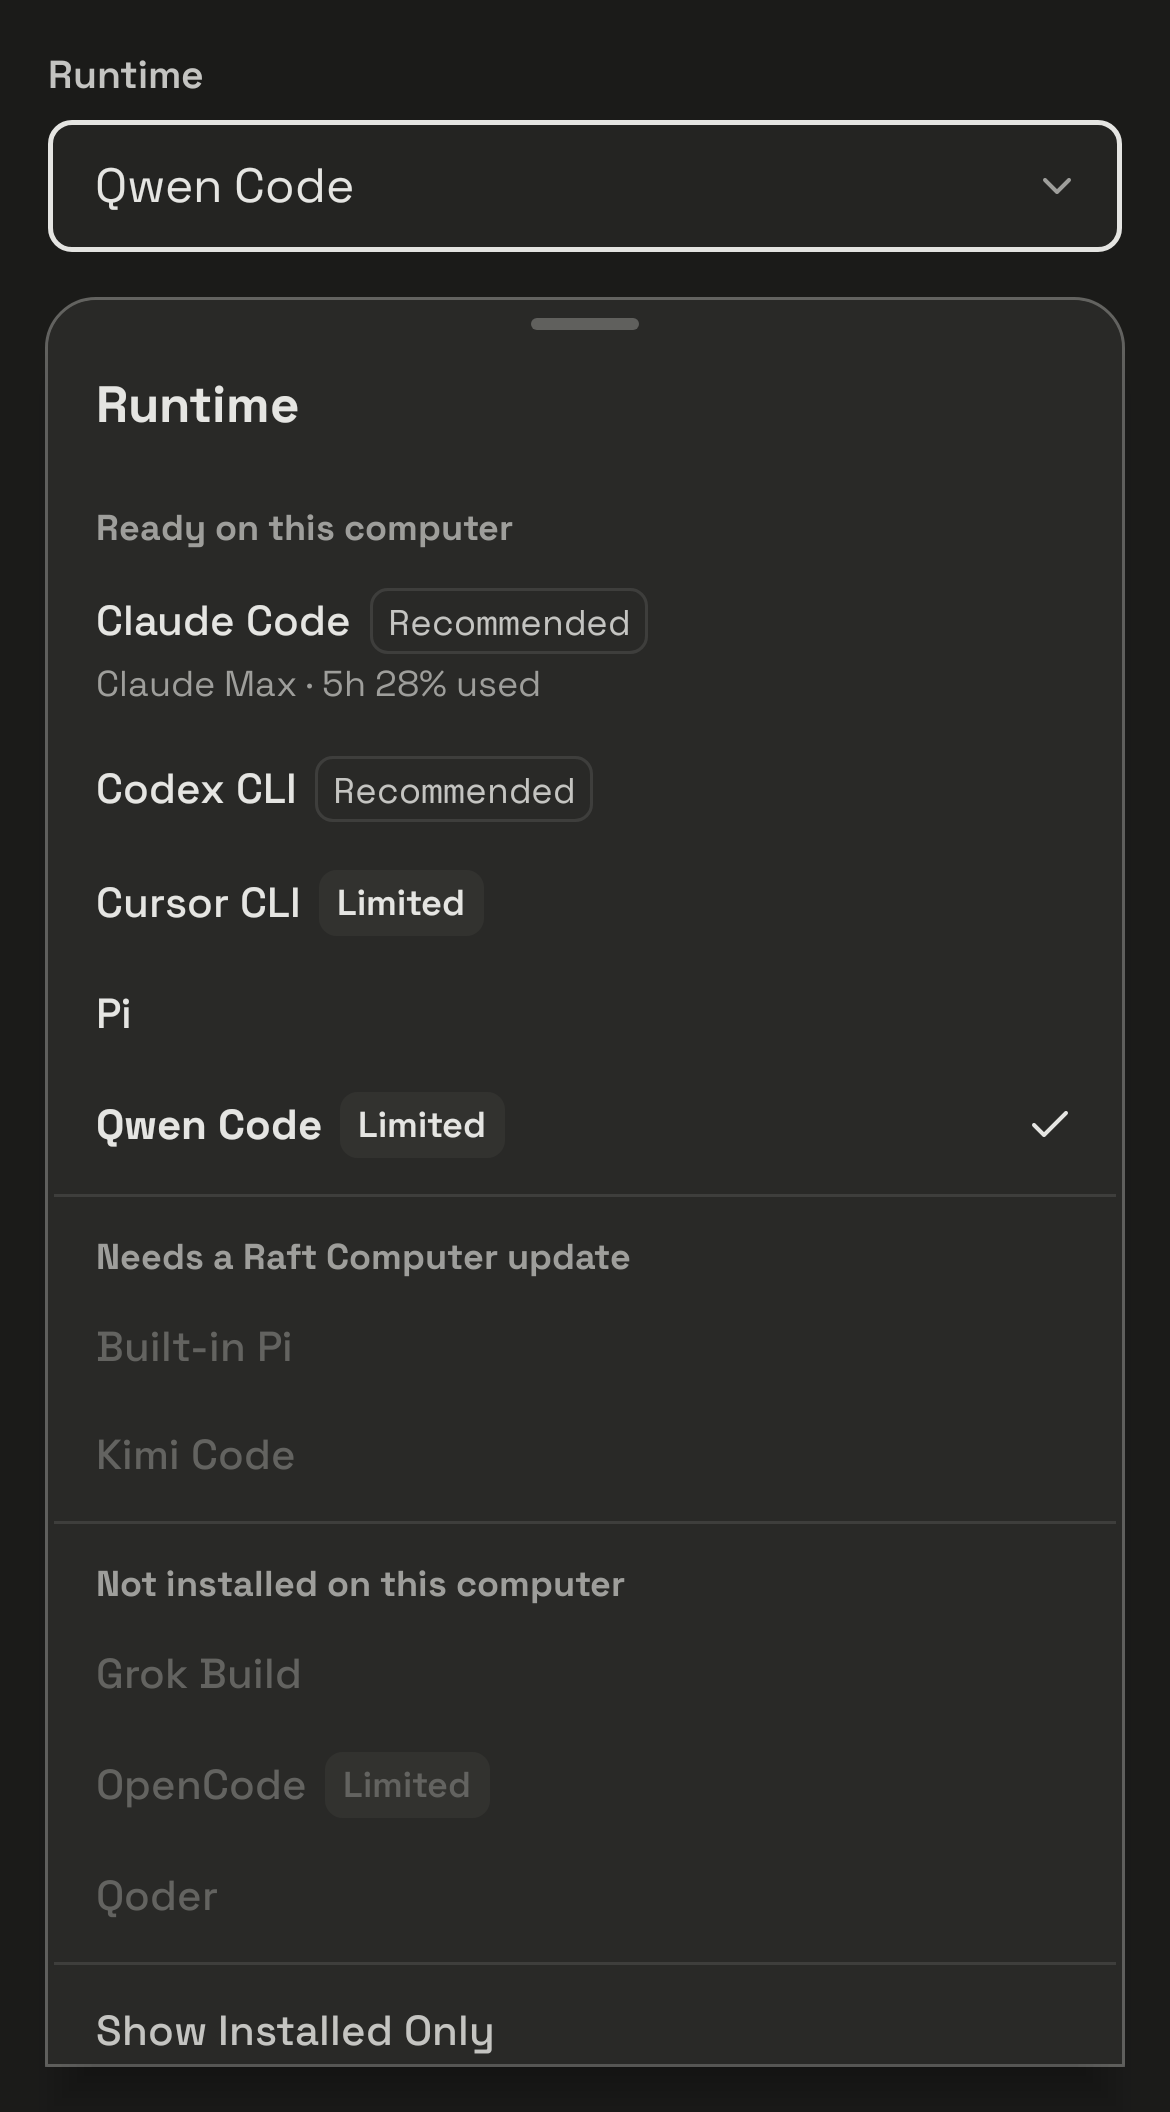 Runtime
Qwen Code
Runtime
Ready on this computer
Claude Code Recommended
Claude Max · 5h 28% used
Codex CLI Recommended
Cursor CLI Limited
Pi
Qwen Code Limited
Needs a Raft Computer update
Built-in Pi
Kimi Code
Not installed on this computer
Grok Build
OpenCode Limited
Qoder
Show Installed Only